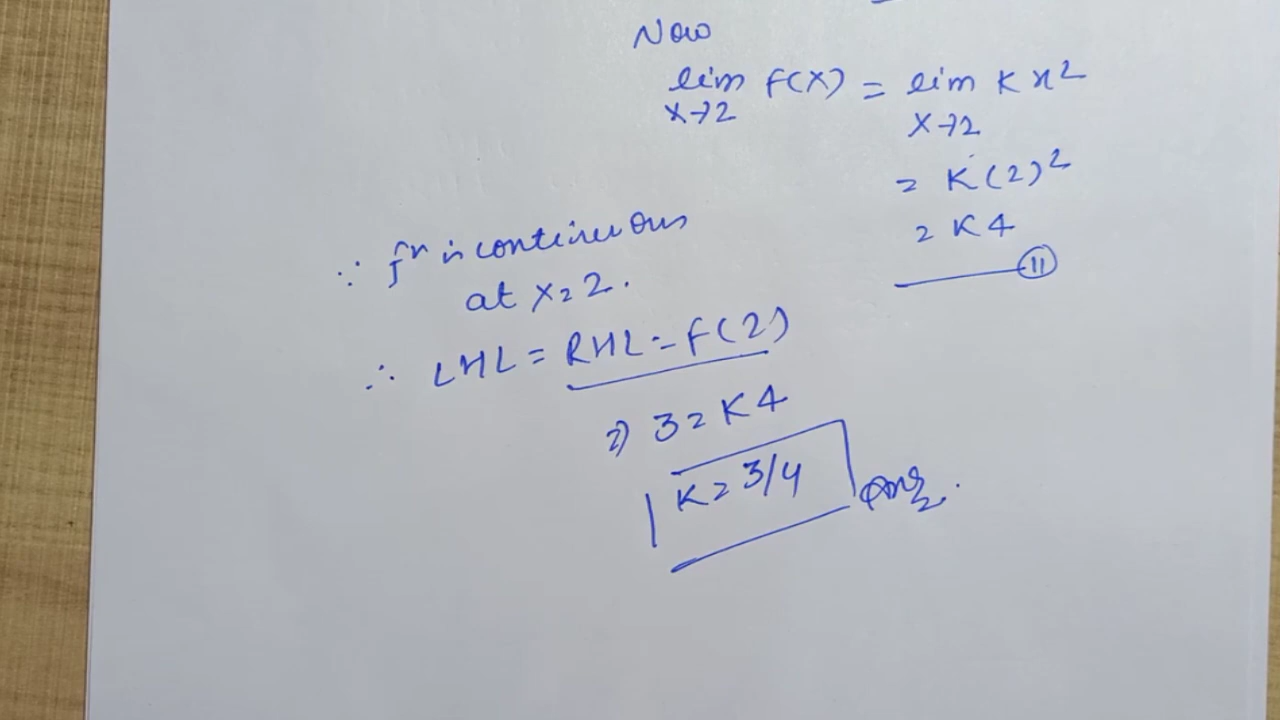 Now
lim F(X) = lim K x²
X→2 X→2
= K(2)²
= K4
(11)
∵ fⁿ is continuous
at X = 2.
∴ LHL = RHL = F(2)
⇒ 3 = K4
K = 3/4 Ans.